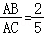 AB/AC = 2/5